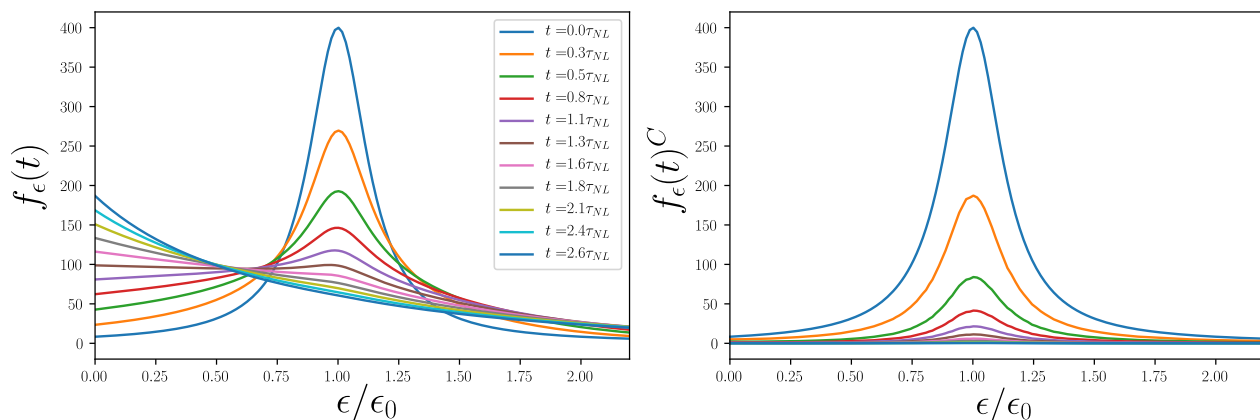 400
350
300
250
200
150
100
50
0
f_ϵ(t)
0.00 0.25 0.50 0.75 1.00 1.25 1.50 1.75 2.00
ϵ/ϵ_0
t =0.0τ_NL
t =0.3τ_NL
t =0.5τ_NL
t =0.8τ_NL
t =1.1τ_NL
t =1.3τ_NL
t =1.6τ_NL
t =1.8τ_NL
t =2.1τ_NL
t =2.4τ_NL
t =2.6τ_NL
400
350
300
250
200
150
100
50
0
f_ϵ(t)^C
0.00 0.25 0.50 0.75 1.00 1.25 1.50 1.75 2.00
ϵ/ϵ_0